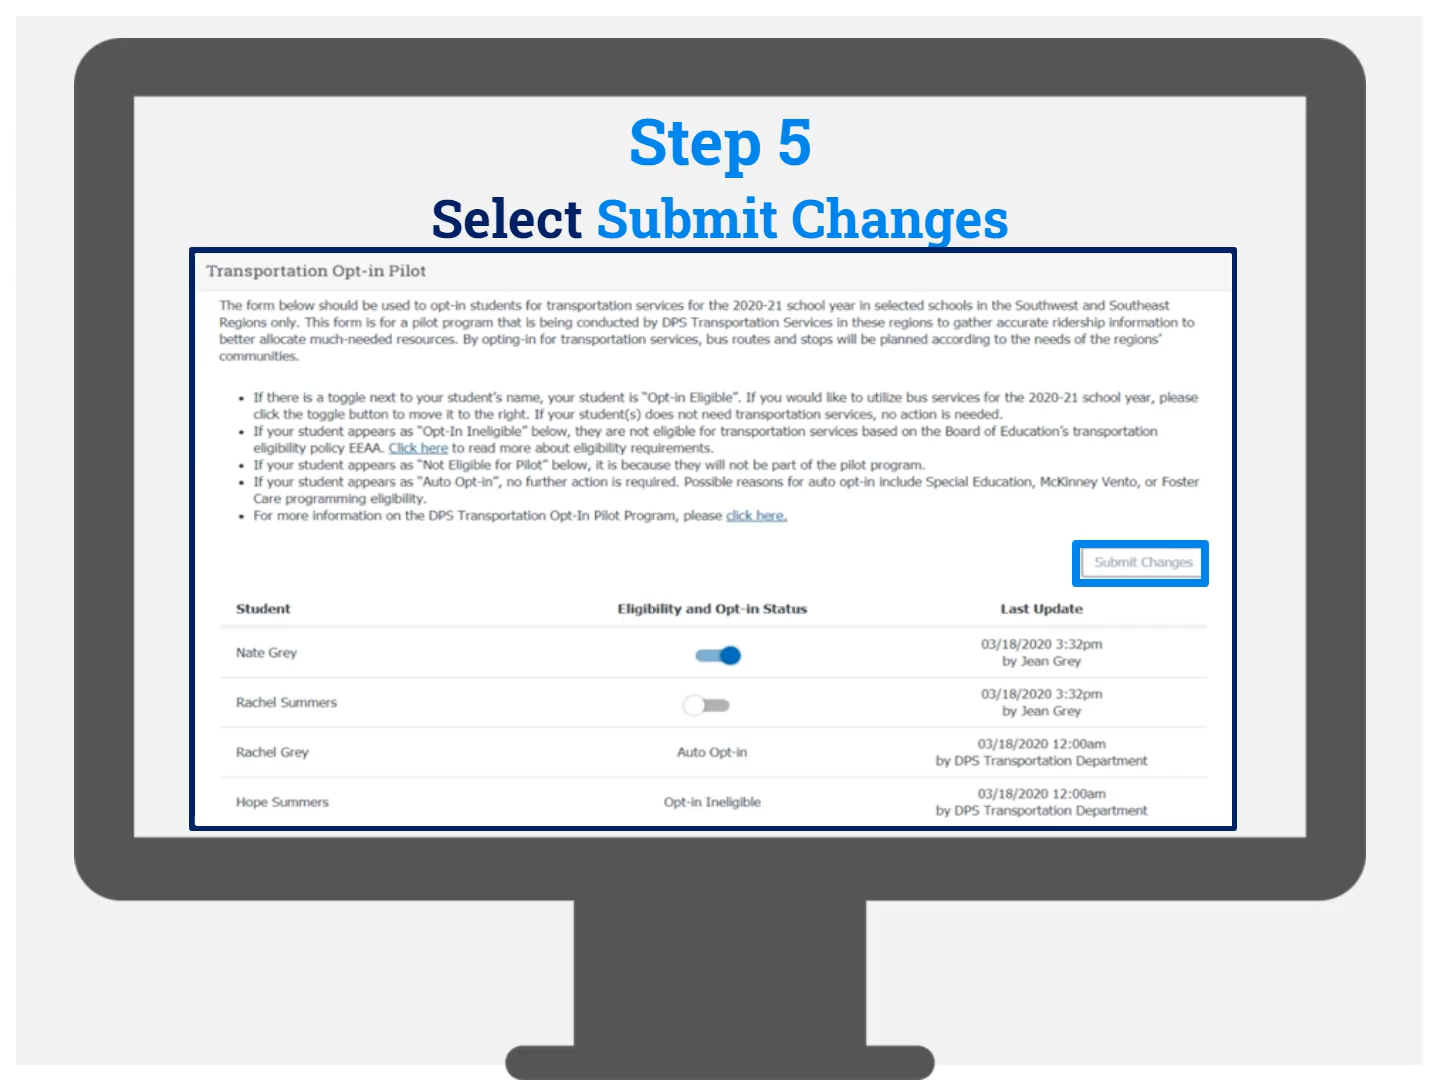 Step 5
Select Submit Changes
Transportation Opt-in Pilot
The form below should be used to opt-in students for transportation services for the 2020-21 school year in selected schools in the Southwest and Southeast
Regions only. This form is for a pilot program that is being conducted by DPS Transportation Services in these regions to gather accurate ridership information to
better allocate much-needed resources. By opting-in for transportation services, bus routes and stops will be planned according to the needs of the regions'
communities.
• If there is a toggle next to your student's name, your student is "Opt-in Eligible". If you would like to utilize bus services for the 2020-21 school year, please
click the toggle button to move it to the right. If your student(s) does not need transportation services, no action is needed.
• If your student appears as "Opt-In Ineligible" below, they are not eligible for transportation services based on the Board of Education's transportation
eligibility policy EEAA. Click here to read more about eligibility requirements.
• If your student appears as "Not Eligible for Pilot" below, it is because they will not be part of the pilot program.
• If your student appears as "Auto Opt-in", no further action is required. Possible reasons for auto opt-in include Special Education, McKinney Vento, or Foster
Care programming eligibility.
• For more information on the DPS Transportation Opt-In Pilot Program, please click here.
Submit Changes
Student Eligibility and Opt-in Status Last Update
Nate Grey 03/18/2020 3:32pm
by Jean Grey
Rachel Summers 03/18/2020 3:32pm
by Jean Grey
Rachel Grey Auto Opt-in 03/18/2020 12:00am
by DPS Transportation Department
Hope Summers Opt-in Ineligible 03/18/2020 12:00am
by DPS Transportation Department